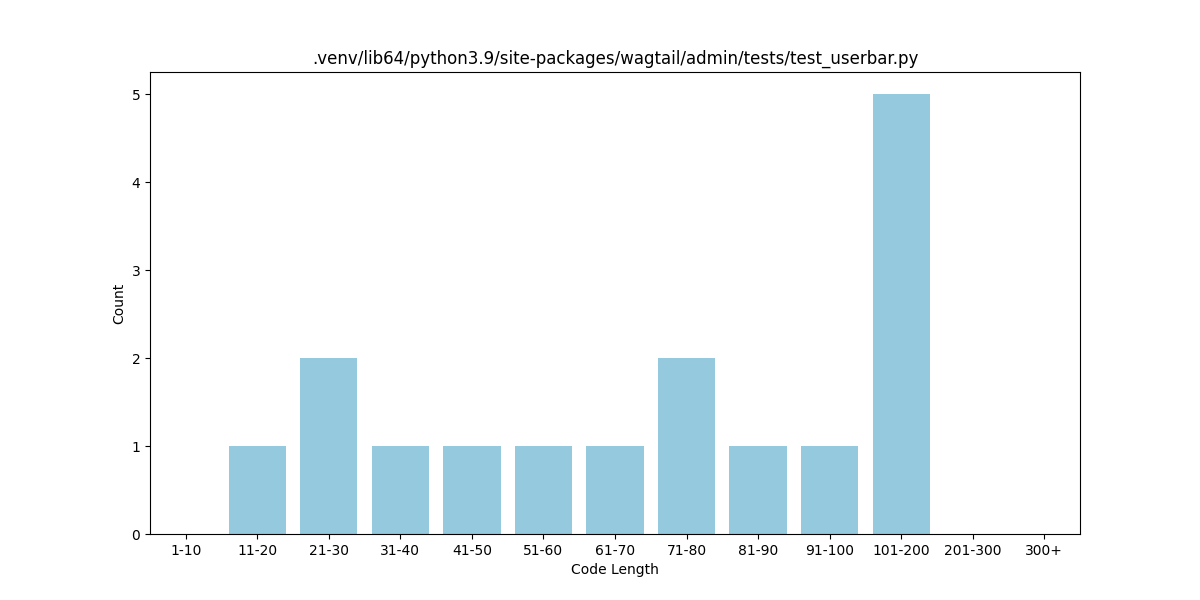 .venv/lib64/python3.9/site-packages/wagtail/admin/tests/test_userbar.py
5
4
3
2
1
0
Count
1-10 11-20 21-30 31-40 41-50 51-60 61-70 71-80 81-90 91-100 101-200 201-300 300+
Code Length